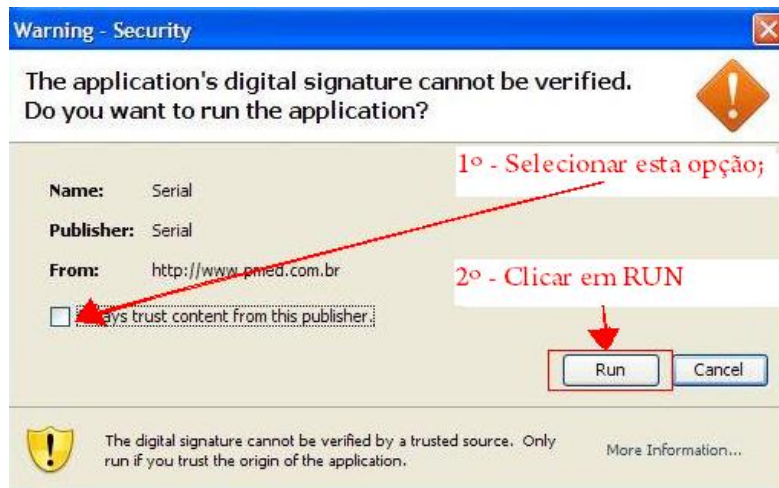 Warning - Security
The application's digital signature cannot be verified.
Do you want to run the application?
1º - Selecionar esta opção;
Name: Serial
Publisher: Serial
From: http://www.pmed.com.br
2º - Clicar em RUN
trust content from this publisher.
Run Cancel
The digital signature cannot be verified by a trusted source. Only
run if you trust the origin of the application.
More Information...